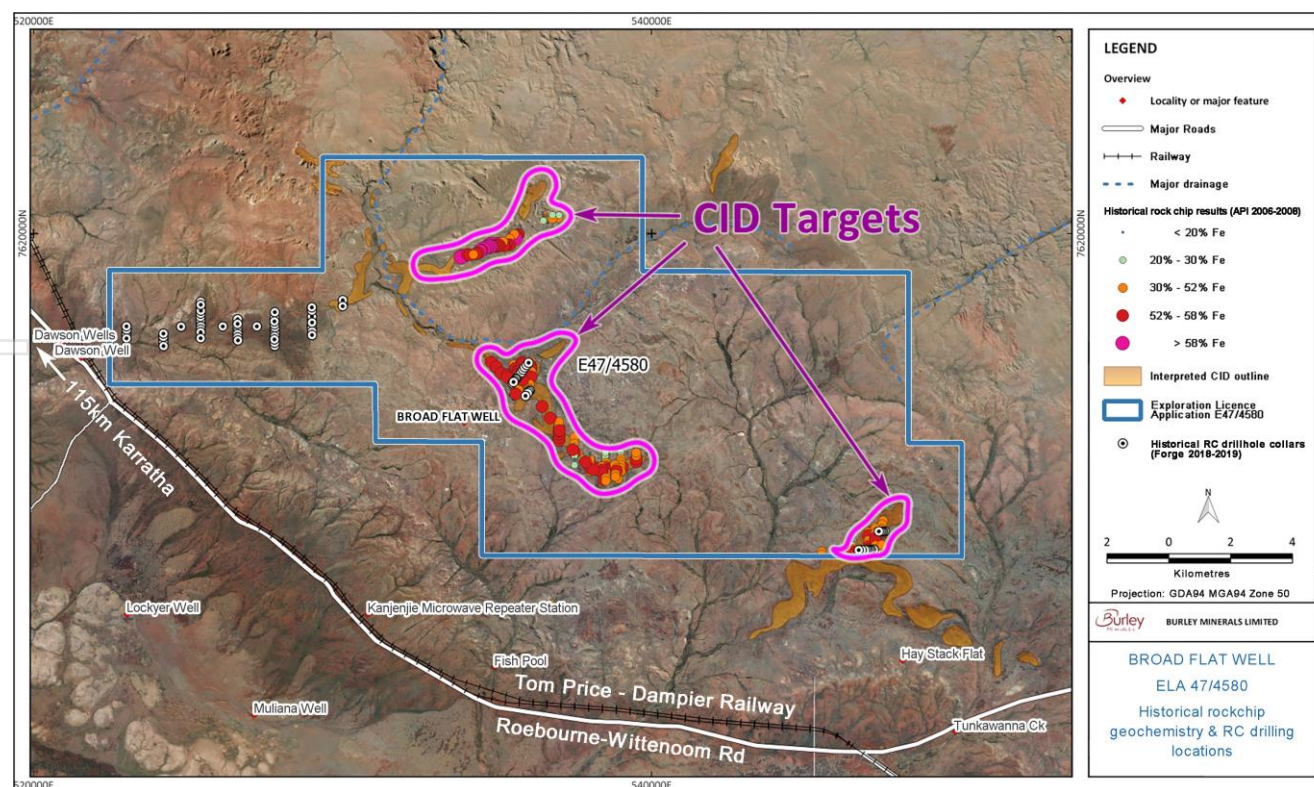 520000E
540000E
7620000N
7620000N
CID Targets
E47/4580
Dawson Wells
Dawson Well
115km Karratha
BROAD FLAT WELL
Lockyer Well
Kanjenjie Microwave Repeater Station
Fish Pool
Hay Stack Flat
Muliana Well
Tom Price - Dampier Railway
Roebourne-Wittenoom Rd
Tunkawanna Ck
520000E
540000E
LEGEND
Overview
Locality or major feature
Major Roads
Railway
Major drainage
Historical rock chip results (API 2006-2008)
< 20% Fe
20% - 30% Fe
30% - 52% Fe
52% - 58% Fe
> 58% Fe
Interpreted CID outline
Exploration Licence
Application E47/4580
Historical RC drillhole collars
(Forge 2018-2019)
N
2 0 2 4
Kilometres
Projection: GDA94 MGA94 Zone 50
Burley
Minerals
BURLEY MINERALS LIMITED
BROAD FLAT WELL
ELA 47/4580
Historical rockchip
geochemistry & RC drilling
locations